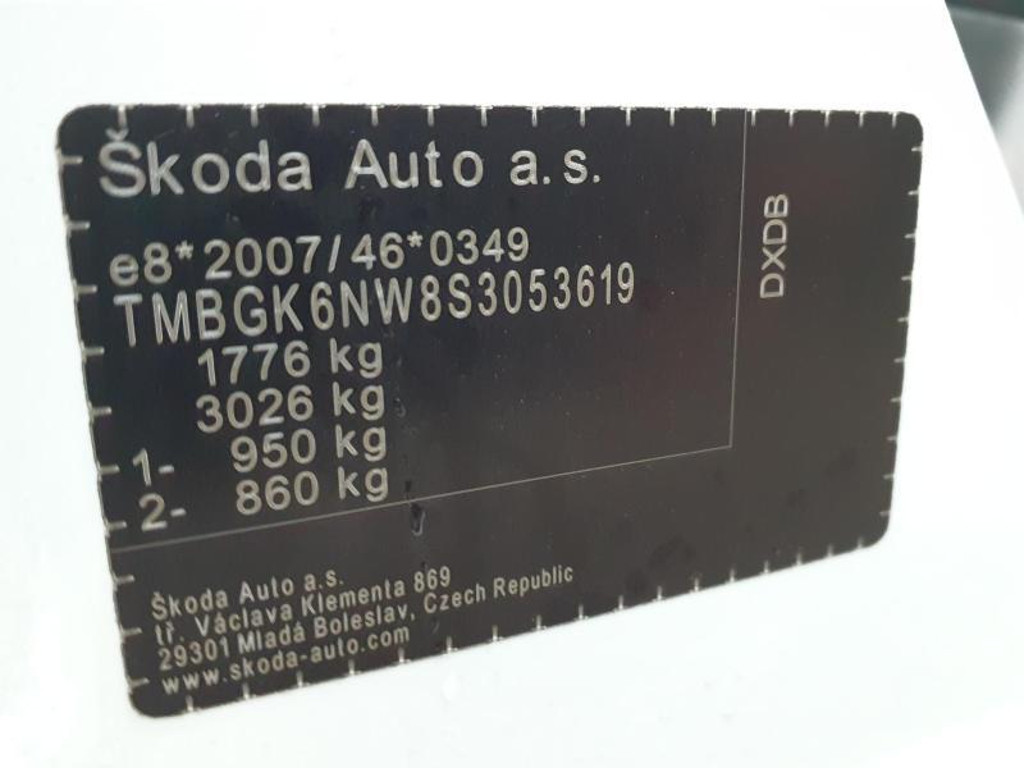 Škoda Auto a.s.
e8*2007/46*0349
TMBGK6NW8S3053619
1776 kg
3026 kg
1- 950 kg
2- 860 kg
DXDB
Škoda Auto a.s.
tř. Václava Klementa 869
29301 Mladá Boleslav, Czech Republic
www.skoda-auto.com